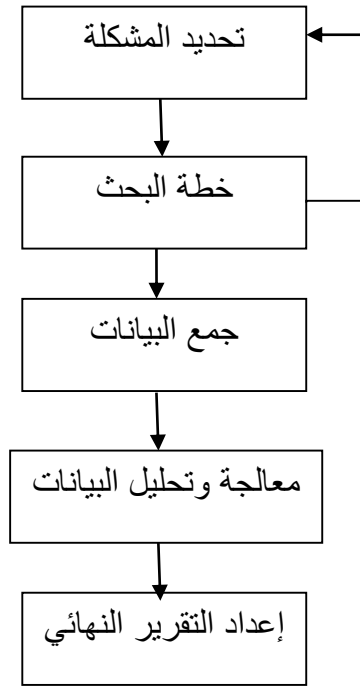 تحديد المشكلة
خطة البحث
جمع البيانات
معالجة وتحليل البيانات
إعداد التقرير النهائي